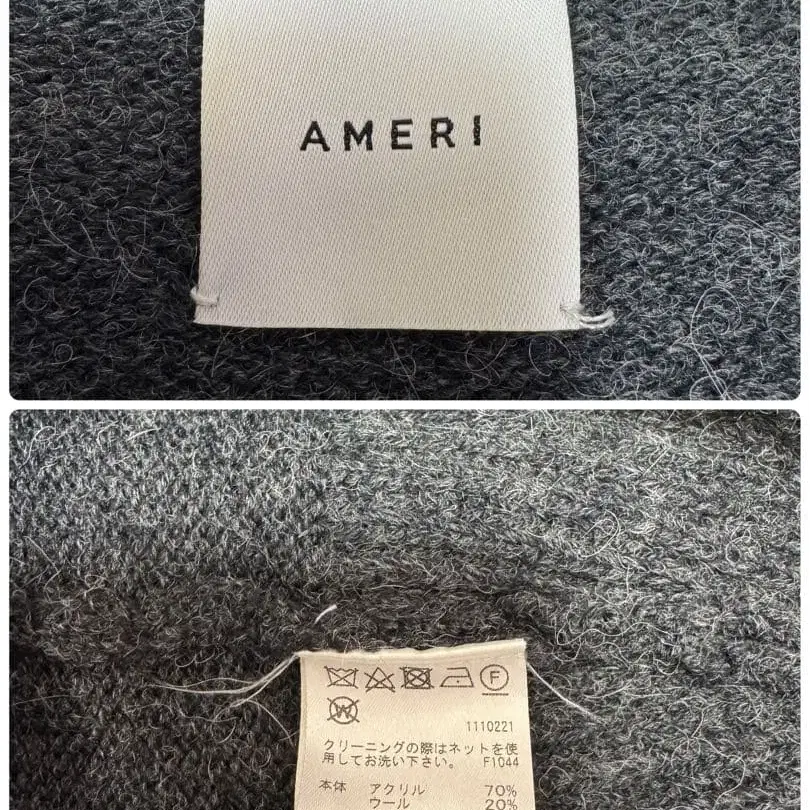 AMERI
F
W
1110221
クリーニングの際はネットを使
用してお洗い下さい。 F1044
本体 アクリル 70%
ウール 20%